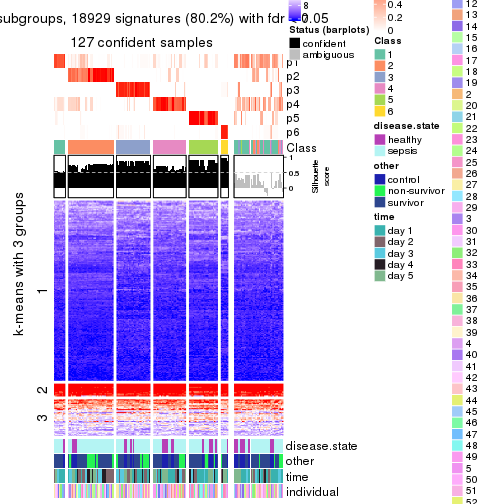 subgroups, 18929 signatures (80.2%) with fdr < 0.05
127 confident samples
p1
p2
p3
p4
p5
p6
Class
1
0.5
0
Silhouette
score
k-means with 3 groups
1
2
3
disease.state
other
time
individual
8
Status (barplots)
confident
ambiguous
0.4
0.2
0
Class
1
2
3
4
5
6
disease.state
healthy
sepsis
other
control
non-survivor
survivor
time
day 1
day 2
day 3
day 4
day 5
12
13
14
15
16
17
18
19
2
20
21
22
23
24
25
26
27
28
29
3
30
31
32
33
34
35
36
37
38
39
4
40
41
42
43
44
45
46
47
48
49
5
50
51
52